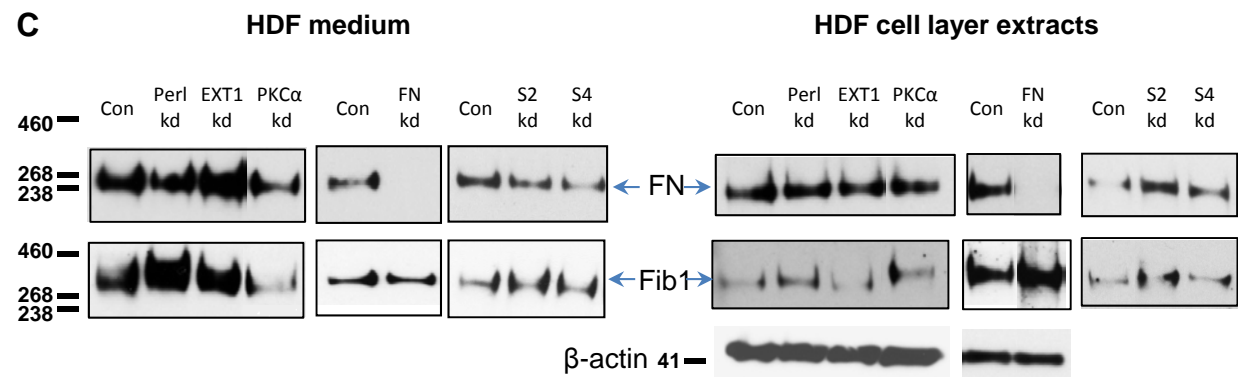 C HDF medium HDF cell layer extracts
Con Perl kd EXT1 kd PKCα kd Con FN kd Con S2 kd S4 kd Con Perl kd EXT1 kd PKCα kd Con FN kd Con S2 kd S4 kd
460
268
238
FN
460
268
238
Fib1
β-actin 41